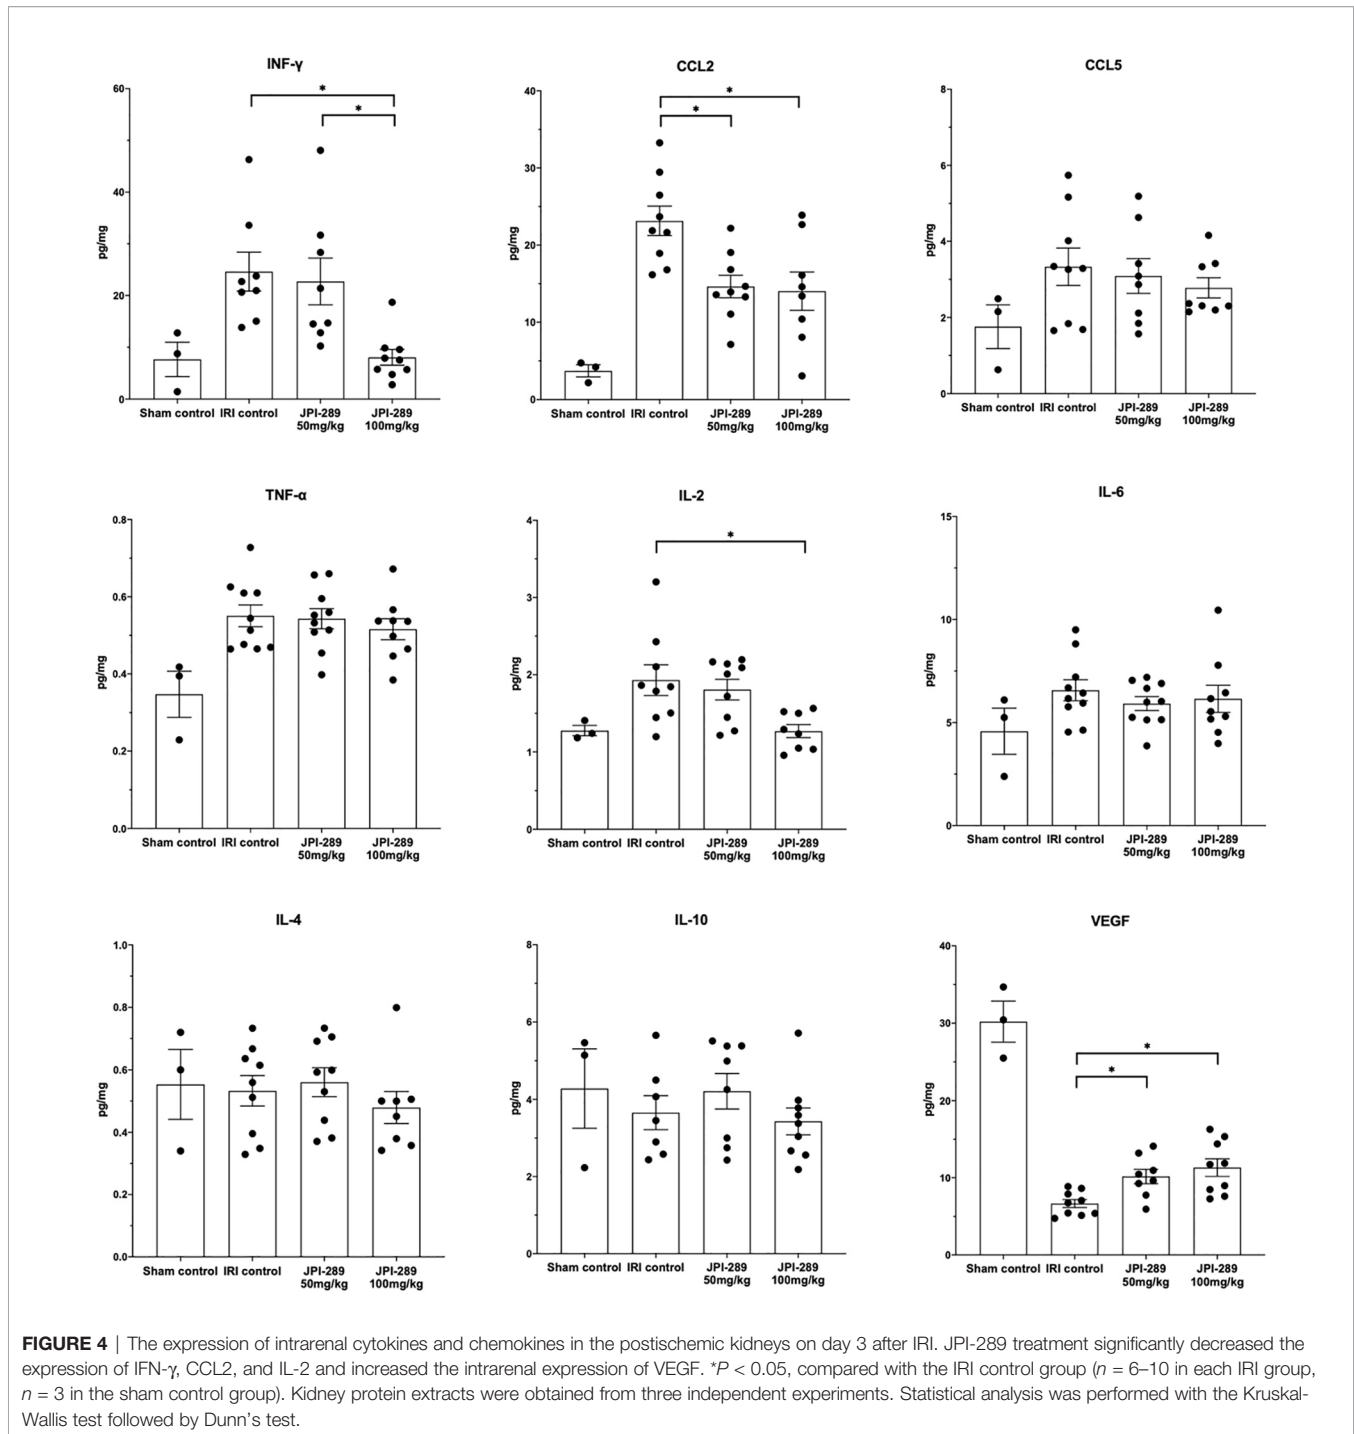 INF-γ
60
40
20
0
pg/mg
*
*
Sham control IRI control JPI-289 JPI-289
50mg/kg 100mg/kg
CCL2
40
30
20
10
0
pg/mg
*
*
Sham control IRI control JPI-289 JPI-289
50mg/kg 100mg/kg
CCL5
8
6
4
2
0
pg/mg
Sham control IRI control JPI-289 JPI-289
50mg/kg 100mg/kg
TNF-α
0.8
0.6
0.4
0.2
0.0
pg/mg
Sham control IRI control JPI-289 JPI-289
50mg/kg 100mg/kg
IL-2
4
3
2
1
0
pg/mg
*
Sham control IRI control JPI-289 JPI-289
50mg/kg 100mg/kg
IL-6
15
10
5
0
pg/mg
Sham control IRI control JPI-289 JPI-289
50mg/kg 100mg/kg
IL-4
1.0
0.8
0.6
0.4
0.2
0.0
pg/mg
Sham control IRI control JPI-289 JPI-289
50mg/kg 100mg/kg
IL-10
8
6
4
2
0
pg/mg
Sham control IRI control JPI-289 JPI-289
50mg/kg 100mg/kg
VEGF
40
30
20
10
0
pg/mg
*
*
Sham control IRI control JPI-289 JPI-289
50mg/kg 100mg/kg
FIGURE 4 | The expression of intrarenal cytokines and chemokines in the postischemic kidneys on day 3 after IRI. JPI-289 treatment significantly decreased the
expression of IFN-γ, CCL2, and IL-2 and increased the intrarenal expression of VEGF. *P < 0.05, compared with the IRI control group (n = 6–10 in each IRI group,
n = 3 in the sham control group). Kidney protein extracts were obtained from three independent experiments. Statistical analysis was performed with the Kruskal-
Wallis test followed by Dunn's test.